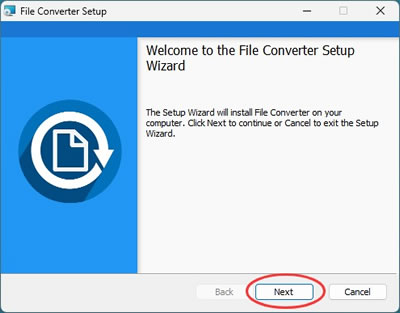 File Converter Setup
Welcome to the File Converter Setup
Wizard
The Setup Wizard will install File Converter on your
computer. Click Next to continue or Cancel to exit the Setup
Wizard.
Back Next Cancel